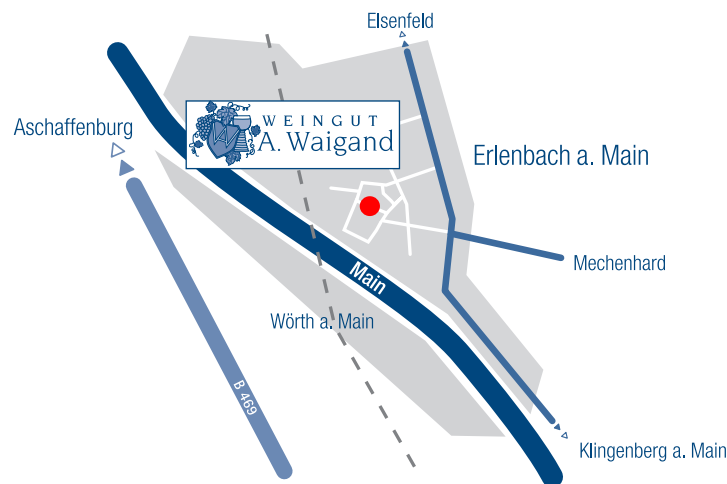 Elsenfeld
WEINGUT
A. Waigand
Aschaffenburg
Erlenbach a. Main
Main
Mechenhard
Wörth a. Main
B 469
Klingenberg a. Main